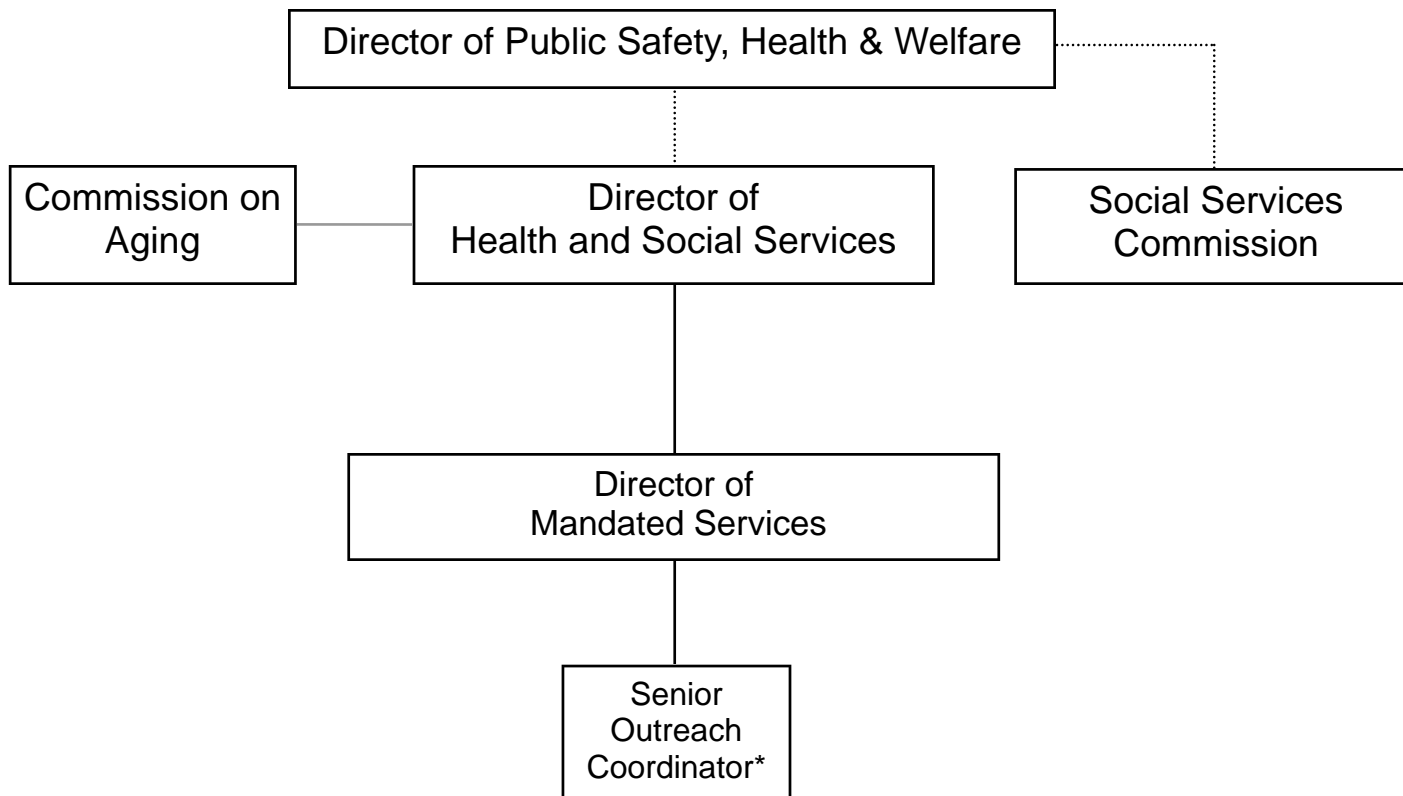 Director of Public Safety, Health & Welfare
Commission on
Aging
Director of
Health and Social Services
Social Services
Commission
Director of
Mandated Services
Senior
Outreach
Coordinator*